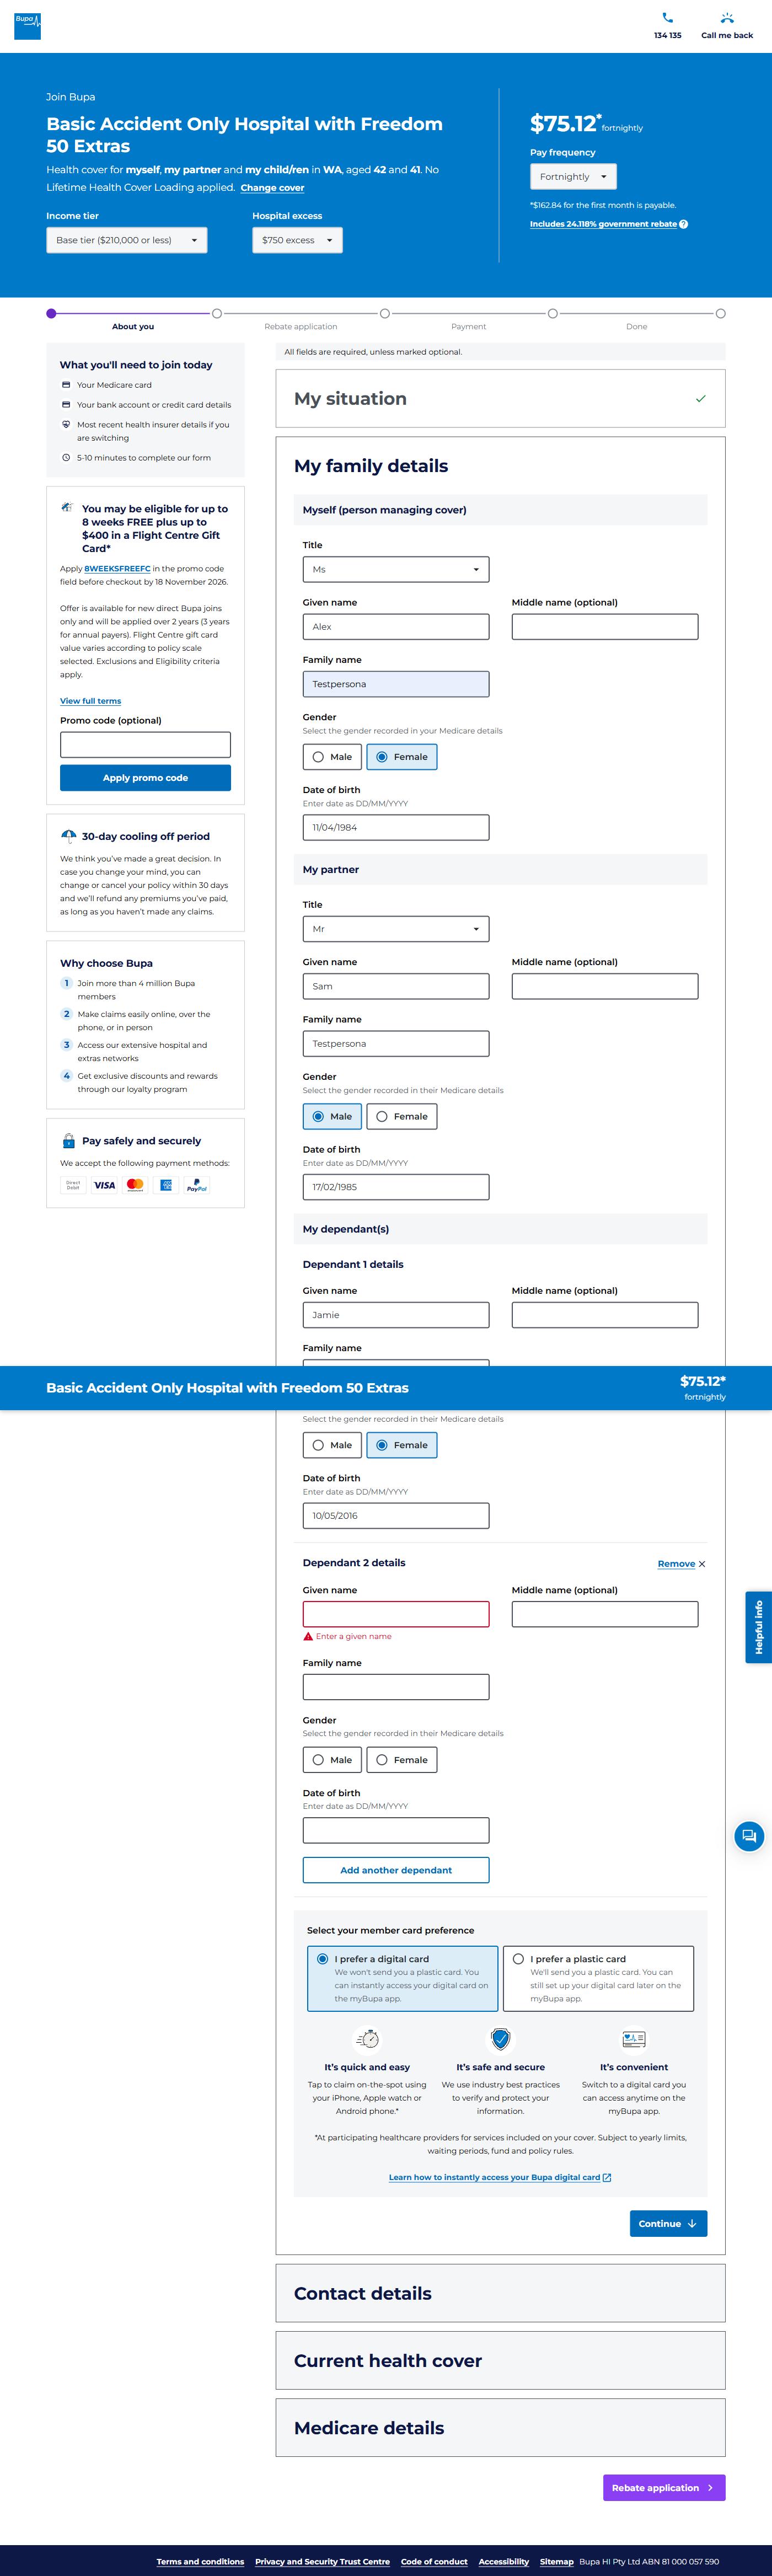 Bupa
134 135
Call me back
Join Bupa
Basic Accident Only Hospital with Freedom
50 Extras
Health cover for myself, my partner and my child/ren in WA, aged 42 and 41. No
Lifetime Health Cover Loading applied. Change cover
Income tier
Hospital excess
Base tier ($210,000 or less)
$750 excess
$75.12* fortnightly
Pay frequency
Fortnightly
*$162.84 for the first month is payable.
Includes 24.118% government rebate ?
About you
Rebate application
Payment
Done
What you'll need to join today
Your Medicare card
Your bank account or credit card details
Most recent health insurer details if you
are switching
5-10 minutes to complete our form
You may be eligible for up to
8 weeks FREE plus up to
$400 in a Flight Centre Gift
Card*
Apply 8WEEKSFREEFC in the promo code
field before checkout by 18 November 2026.
Offer is available for new direct Bupa joins
only and will be applied over 2 years (3 years
for annual payers). Flight Centre gift card
value varies according to policy scale
selected. Exclusions and Eligibility criteria
apply.
View full terms
Promo code (optional)
Apply promo code
30-day cooling off period
We think you've made a great decision. In
case you change your mind, you can
change or cancel your policy within 30 days
and we'll refund any premiums you've paid,
as long as you haven't made any claims.
Why choose Bupa
1 Join more than 4 million Bupa
members
2 Make claims easily online, over the
phone, or in person
3 Access our extensive hospital and
extras networks
4 Get exclusive discounts and rewards
through our loyalty program
Pay safely and securely
We accept the following payment methods:
Direct
Debit
VISA
PayPal
All fields are required, unless marked optional.
My situation
My family details
Myself (person managing cover)
Title
Ms
Given name
Middle name (optional)
Alex
Family name
Testpersona
Gender
Select the gender recorded in your Medicare details
Male
Female
Date of birth
Enter date as DD/MM/YYYY
11/04/1984
My partner
Title
Mr
Given name
Middle name (optional)
Sam
Family name
Testpersona
Gender
Select the gender recorded in their Medicare details
Male
Female
Date of birth
Enter date as DD/MM/YYYY
17/02/1985
My dependant(s)
Dependant 1 details
Given name
Middle name (optional)
Jamie
Family name
Basic Accident Only Hospital with Freedom 50 Extras
$75.12*
fortnightly
Select the gender recorded in their Medicare details
Male
Female
Date of birth
Enter date as DD/MM/YYYY
10/05/2016
Dependant 2 details
Remove
Given name
Middle name (optional)
Enter a given name
Family name
Gender
Select the gender recorded in their Medicare details
Male
Female
Date of birth
Enter date as DD/MM/YYYY
Add another dependant
Helpful info
Select your member card preference
I prefer a digital card
We won't send you a plastic card. You
can instantly access your digital card on
the myBupa app.
I prefer a plastic card
We'll send you a plastic card. You can
still set up your digital card later on the
myBupa app.
It's quick and easy
Tap to claim on-the-spot using
your iPhone, Apple watch or
Android phone.*
It's safe and secure
We use industry best practices
to verify and protect your
information.
It's convenient
Switch to a digital card you
can access anytime on the
myBupa app.
*At participating healthcare providers for services included on your cover. Subject to yearly limits,
waiting periods, fund and policy rules.
Learn how to instantly access your Bupa digital card
Continue
Contact details
Current health cover
Medicare details
Rebate application
Terms and conditions
Privacy and Security Trust Centre
Code of conduct
Accessibility
Sitemap
Bupa HI Pty Ltd ABN 81 000 057 590